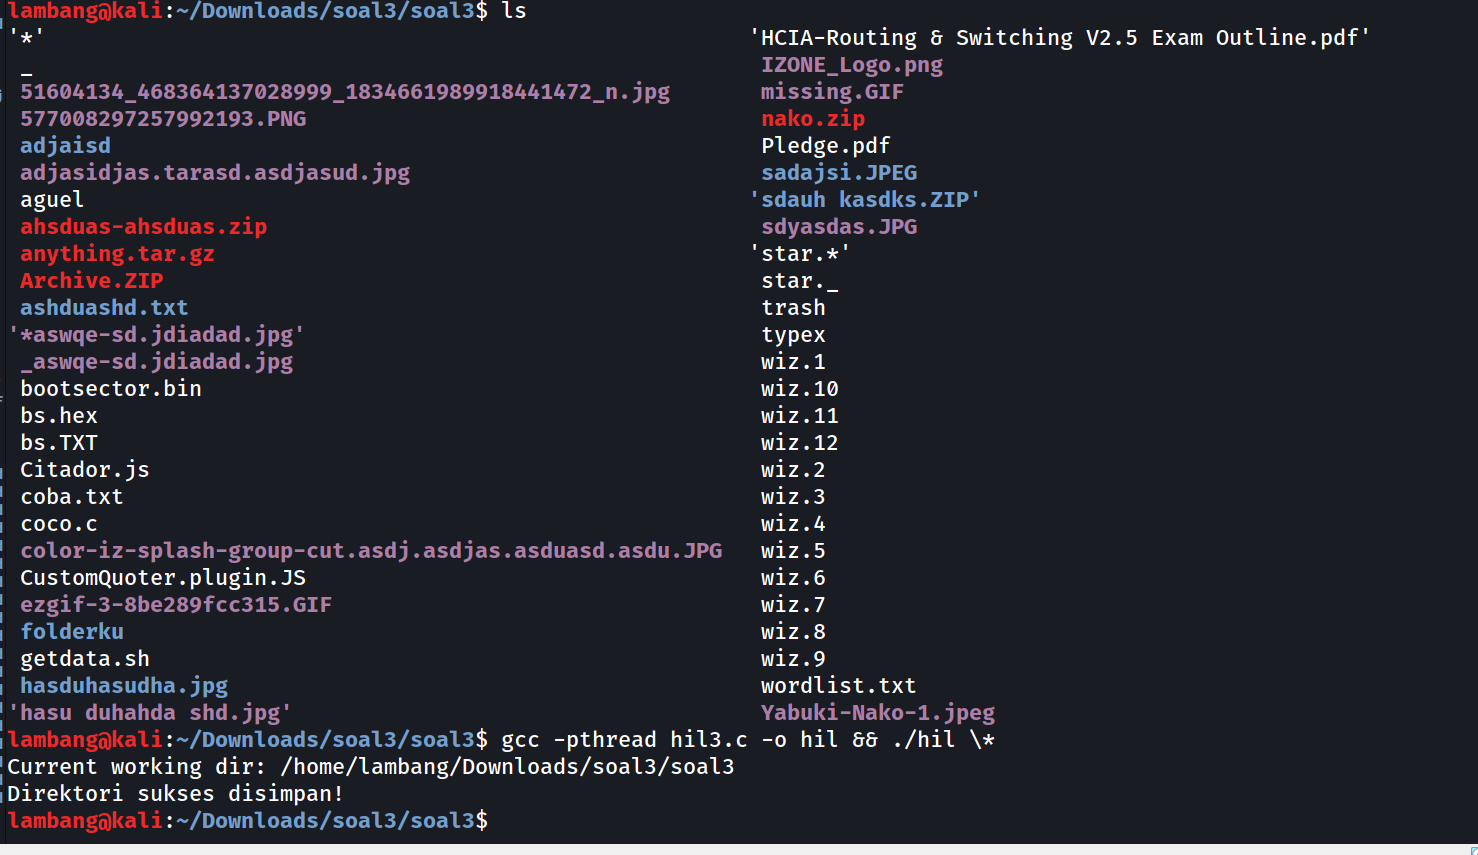 lambang@kali:~/Downloads/soal3/soal3$ ls
'*' 'HCIA-Routing & Switching V2.5 Exam Outline.pdf'
_ IZONE_Logo.png
51604134_468364137028999_1834661989918441472_n.jpg missing.GIF
577008297257992193.PNG nako.zip
adjaisd Pledge.pdf
adjasidjas.tarasd.asdjasud.jpg sadajsi.JPEG
aguel 'sdauh kasdks.ZIP'
ahsduas-ahsduas.zip sdyasdas.JPG
anything.tar.gz 'star.*'
Archive.ZIP star._
ashduashd.txt trash
'*aswqe-sd.jdiadad.jpg' typex
_aswqe-sd.jdiadad.jpg wiz.1
bootsector.bin wiz.10
bs.hex wiz.11
bs.TXT wiz.12
Citador.js wiz.2
coba.txt wiz.3
coco.c wiz.4
color-iz-splash-group-cut.asdj.asdjas.asduasd.asdu.JPG wiz.5
CustomQuoter.plugin.JS wiz.6
ezgif-3-8be289fcc315.GIF wiz.7
folderku wiz.8
getdata.sh wiz.9
hasduhasudha.jpg wordlist.txt
'hasu duhahda shd.jpg' Yabuki-Nako-1.jpeg
lambang@kali:~/Downloads/soal3/soal3$ gcc -pthread hil3.c -o hil && ./hil \*
Current working dir: /home/lambang/Downloads/soal3/soal3
Direktori sukses disimpan!
lambang@kali:~/Downloads/soal3/soal3$